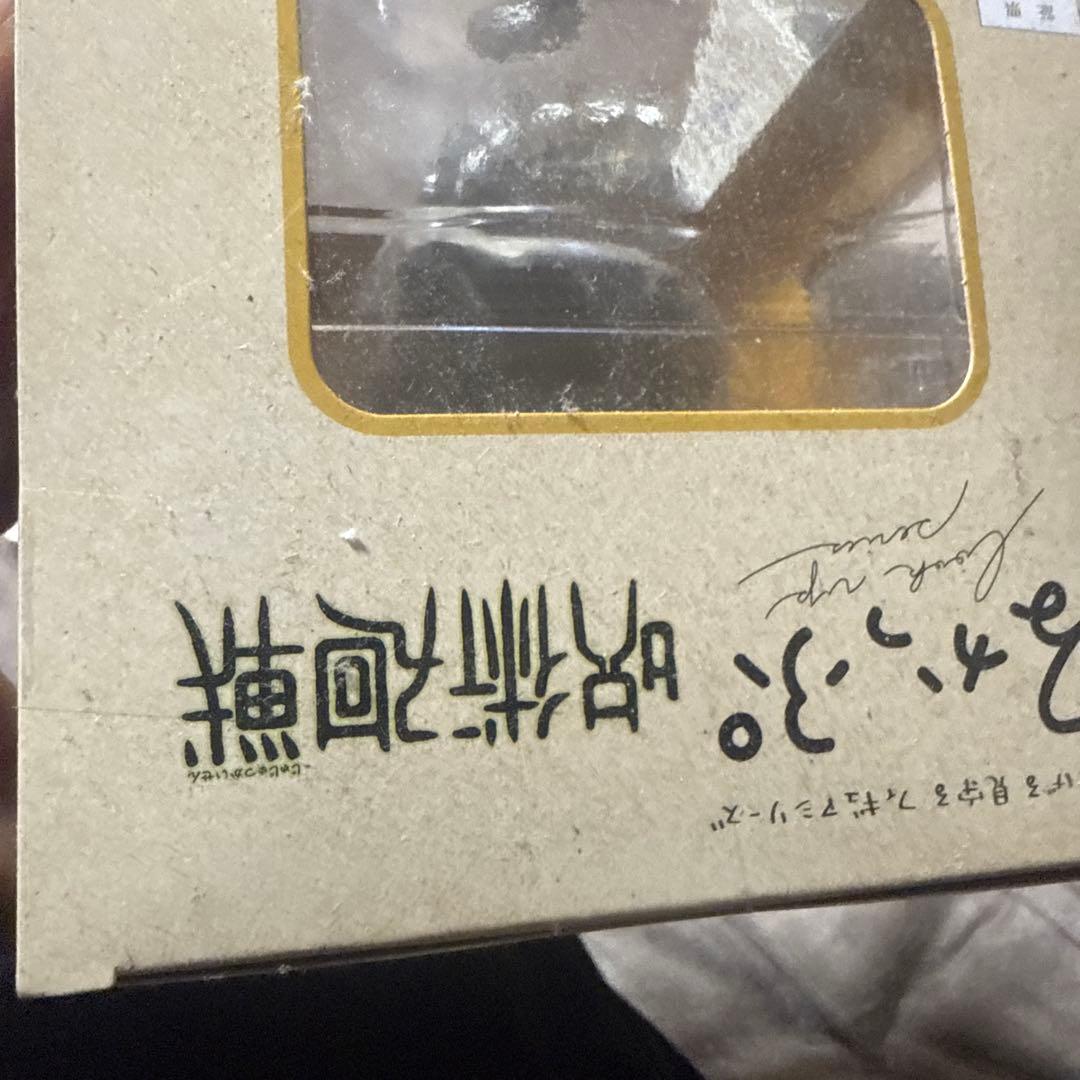 げる 見守る フィギュアシリーズ"
るかっぷ
look up
series
じゅじゅつかいせん
呪術廻戦